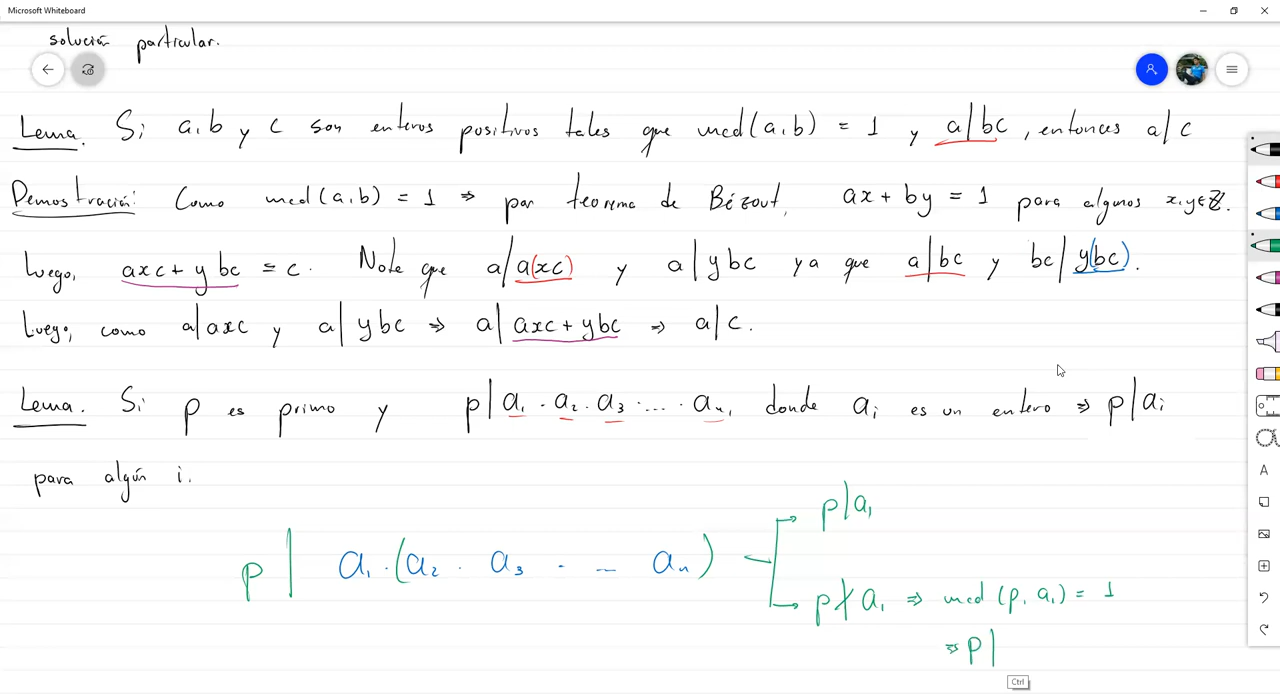 Microsoft Whiteboard
solución particular.
Lema. Si a, b y c son enteros positivos tales que mcd(a, b) = 1 y a|bc, entonces a|c
Demostración: Como mcd(a, b) = 1 ⇒ por teorema de Bézout, ax + by = 1 para algunos x, y ∈ ℤ.
Luego, axc + ybc = c. Note que a|a(xc) y a|ybc ya que a|bc y bc|y(bc).
Luego, como a|axc y a|ybc ⇒ a|axc + ybc ⇒ a|c.
Lema. Si p es primo y p|a₁ · a₂ · a₃ · ... · aₙ, donde aᵢ es un entero ⇒ p|aᵢ
para algún i.
p|a₁
p | a₁ · (a₂ · a₃ · ... aₙ)
p ∤ a₁ ⇒ mcd (p, a₁) = 1
⇒ p|
Ctrl